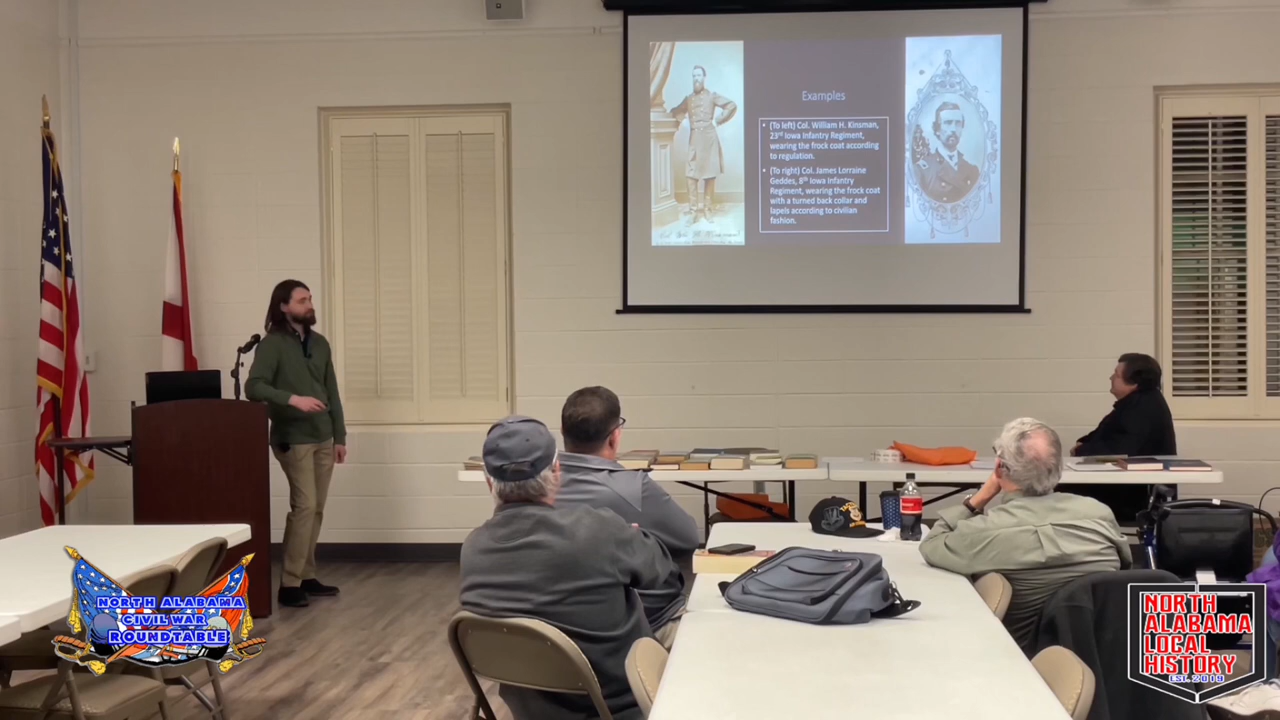 Examples
• (To left) Col. William H. Kinsman,
23rd Iowa Infantry Regiment,
wearing the frock coat according
to regulation.
• (To right) Col. James Lorraine
Geddes, 8th Iowa Infantry
Regiment, wearing the frock coat
with a turned back collar and
lapels according to civilian
fashion.
NORTH ALABAMA
CIVIL WAR
ROUNDTABLE
NORTH
ALABAMA
LOCAL
HISTORY
EST. 2019